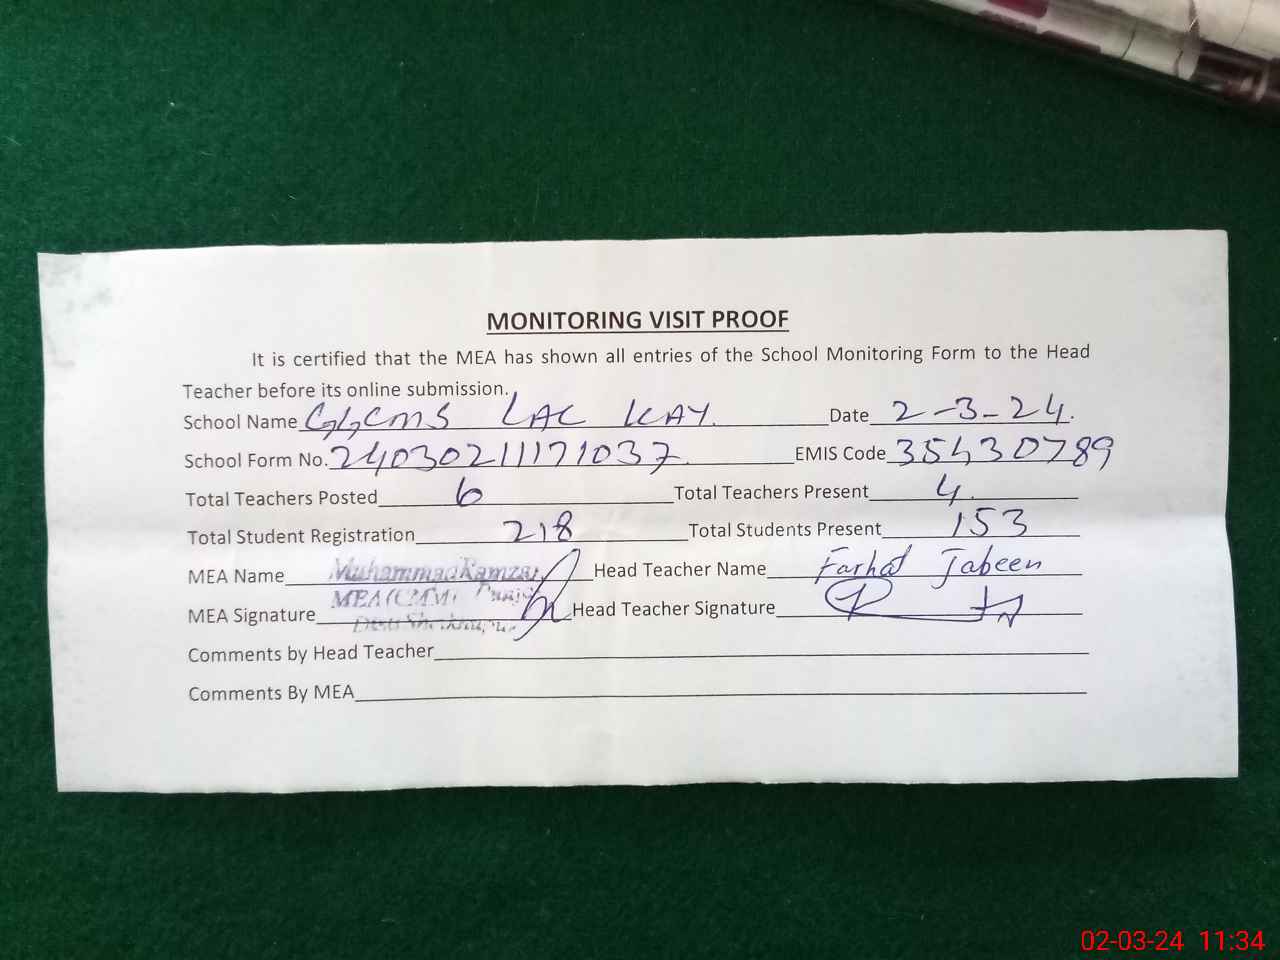 MONITORING VISIT PROOF
It is certified that the MEA has shown all entries of the School Monitoring Form to the Head
Teacher before its online submission.
School Name GGCMS LAC KAY. Date 2-3-24.
School Form No. 24030211171037. EMIS Code 35430789
Total Teachers Posted 6 Total Teachers Present 4.
Total Student Registration 218 Total Students Present 153
MEA Name Muhammad Ramzan Head Teacher Name Farhat Jabeen
MEA Signature MEA (CMM) Head Teacher Signature
Comments by Head Teacher
Comments By MEA
02-03-24 11:34